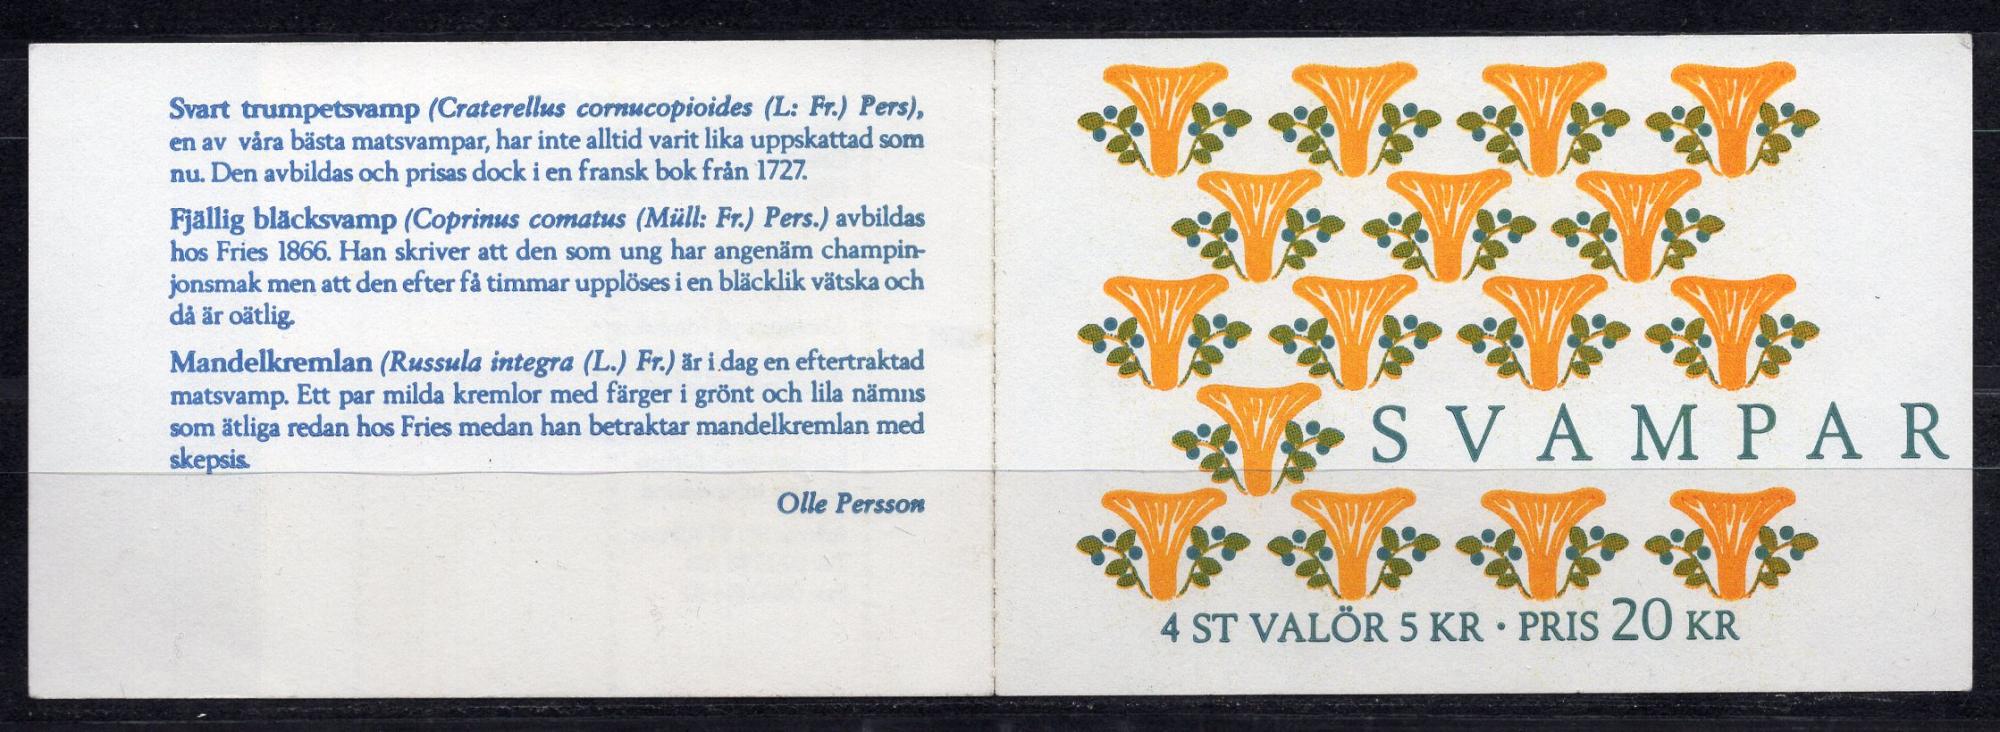 Svart trumpetsvamp (Craterellus cornucopioides (L: Fr.) Pers),
en av våra bästa matsvampar, har inte alltid varit lika uppskattad som
nu. Den avbildas och prisas dock i en fransk bok från 1727.
Fjällig bläcksvamp (Coprinus comatus (Müll: Fr.) Pers.) avbildas
hos Fries 1866. Han skriver att den som ung har angenäm champin-
jonsmak men att den efter få timmar upplöses i en bläcklik vätska och
då är oätlig.
Mandelkremlan (Russula integra (L.) Fr.) är i dag en eftertraktad
matsvamp. Ett par milda kremlor med färger i grönt och lila nämns
som ätliga redan hos Fries medan han betraktar mandelkremlan med
skepsis.
Olle Persson
SVAMPAR
4 ST VALÖR 5 KR · PRIS 20 KR